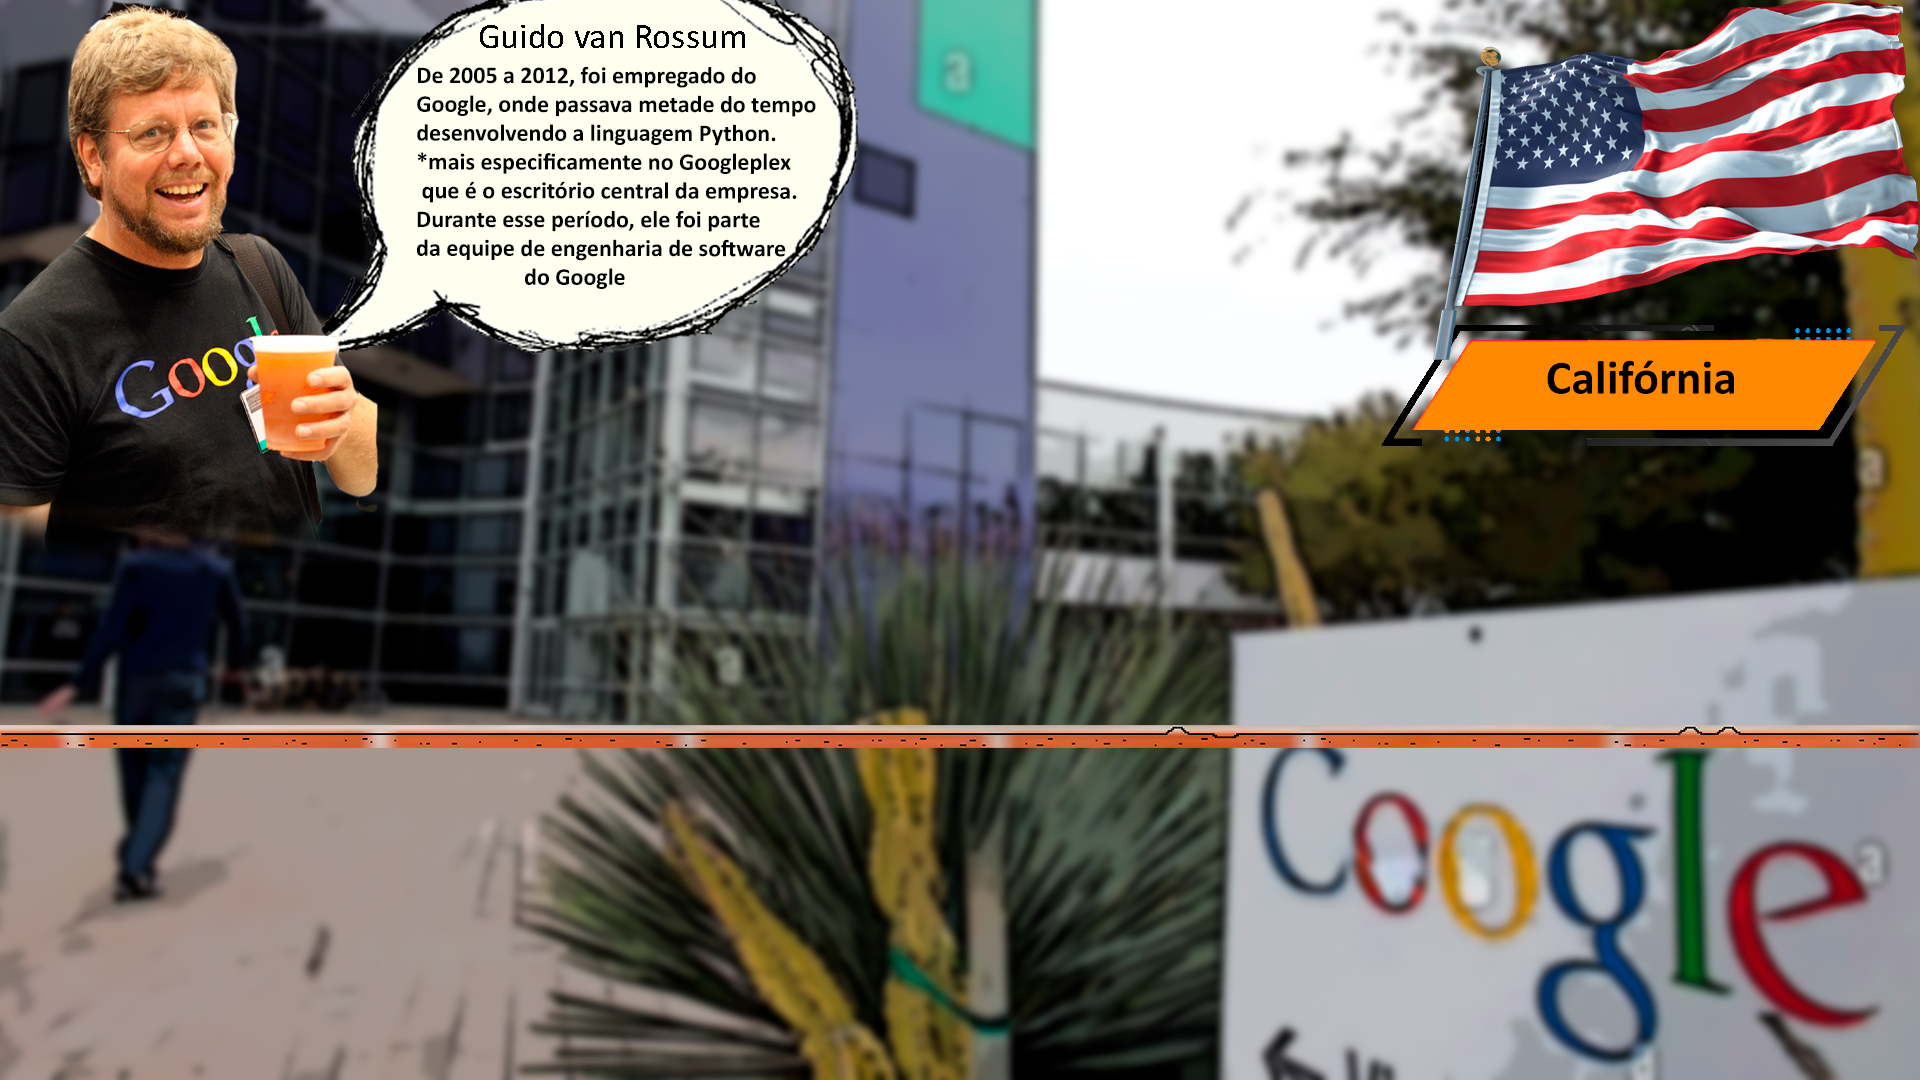 Guido van Rossum
De 2005 a 2012, foi empregado do
Google, onde passava metade do tempo
desenvolvendo a linguagem Python.
*mais especificamente no Googleplex
que é o escritório central da empresa.
Durante esse período, ele foi parte
da equipe de engenharia de software
do Google
Califórnia
Google
a
a
a
a
a
Google